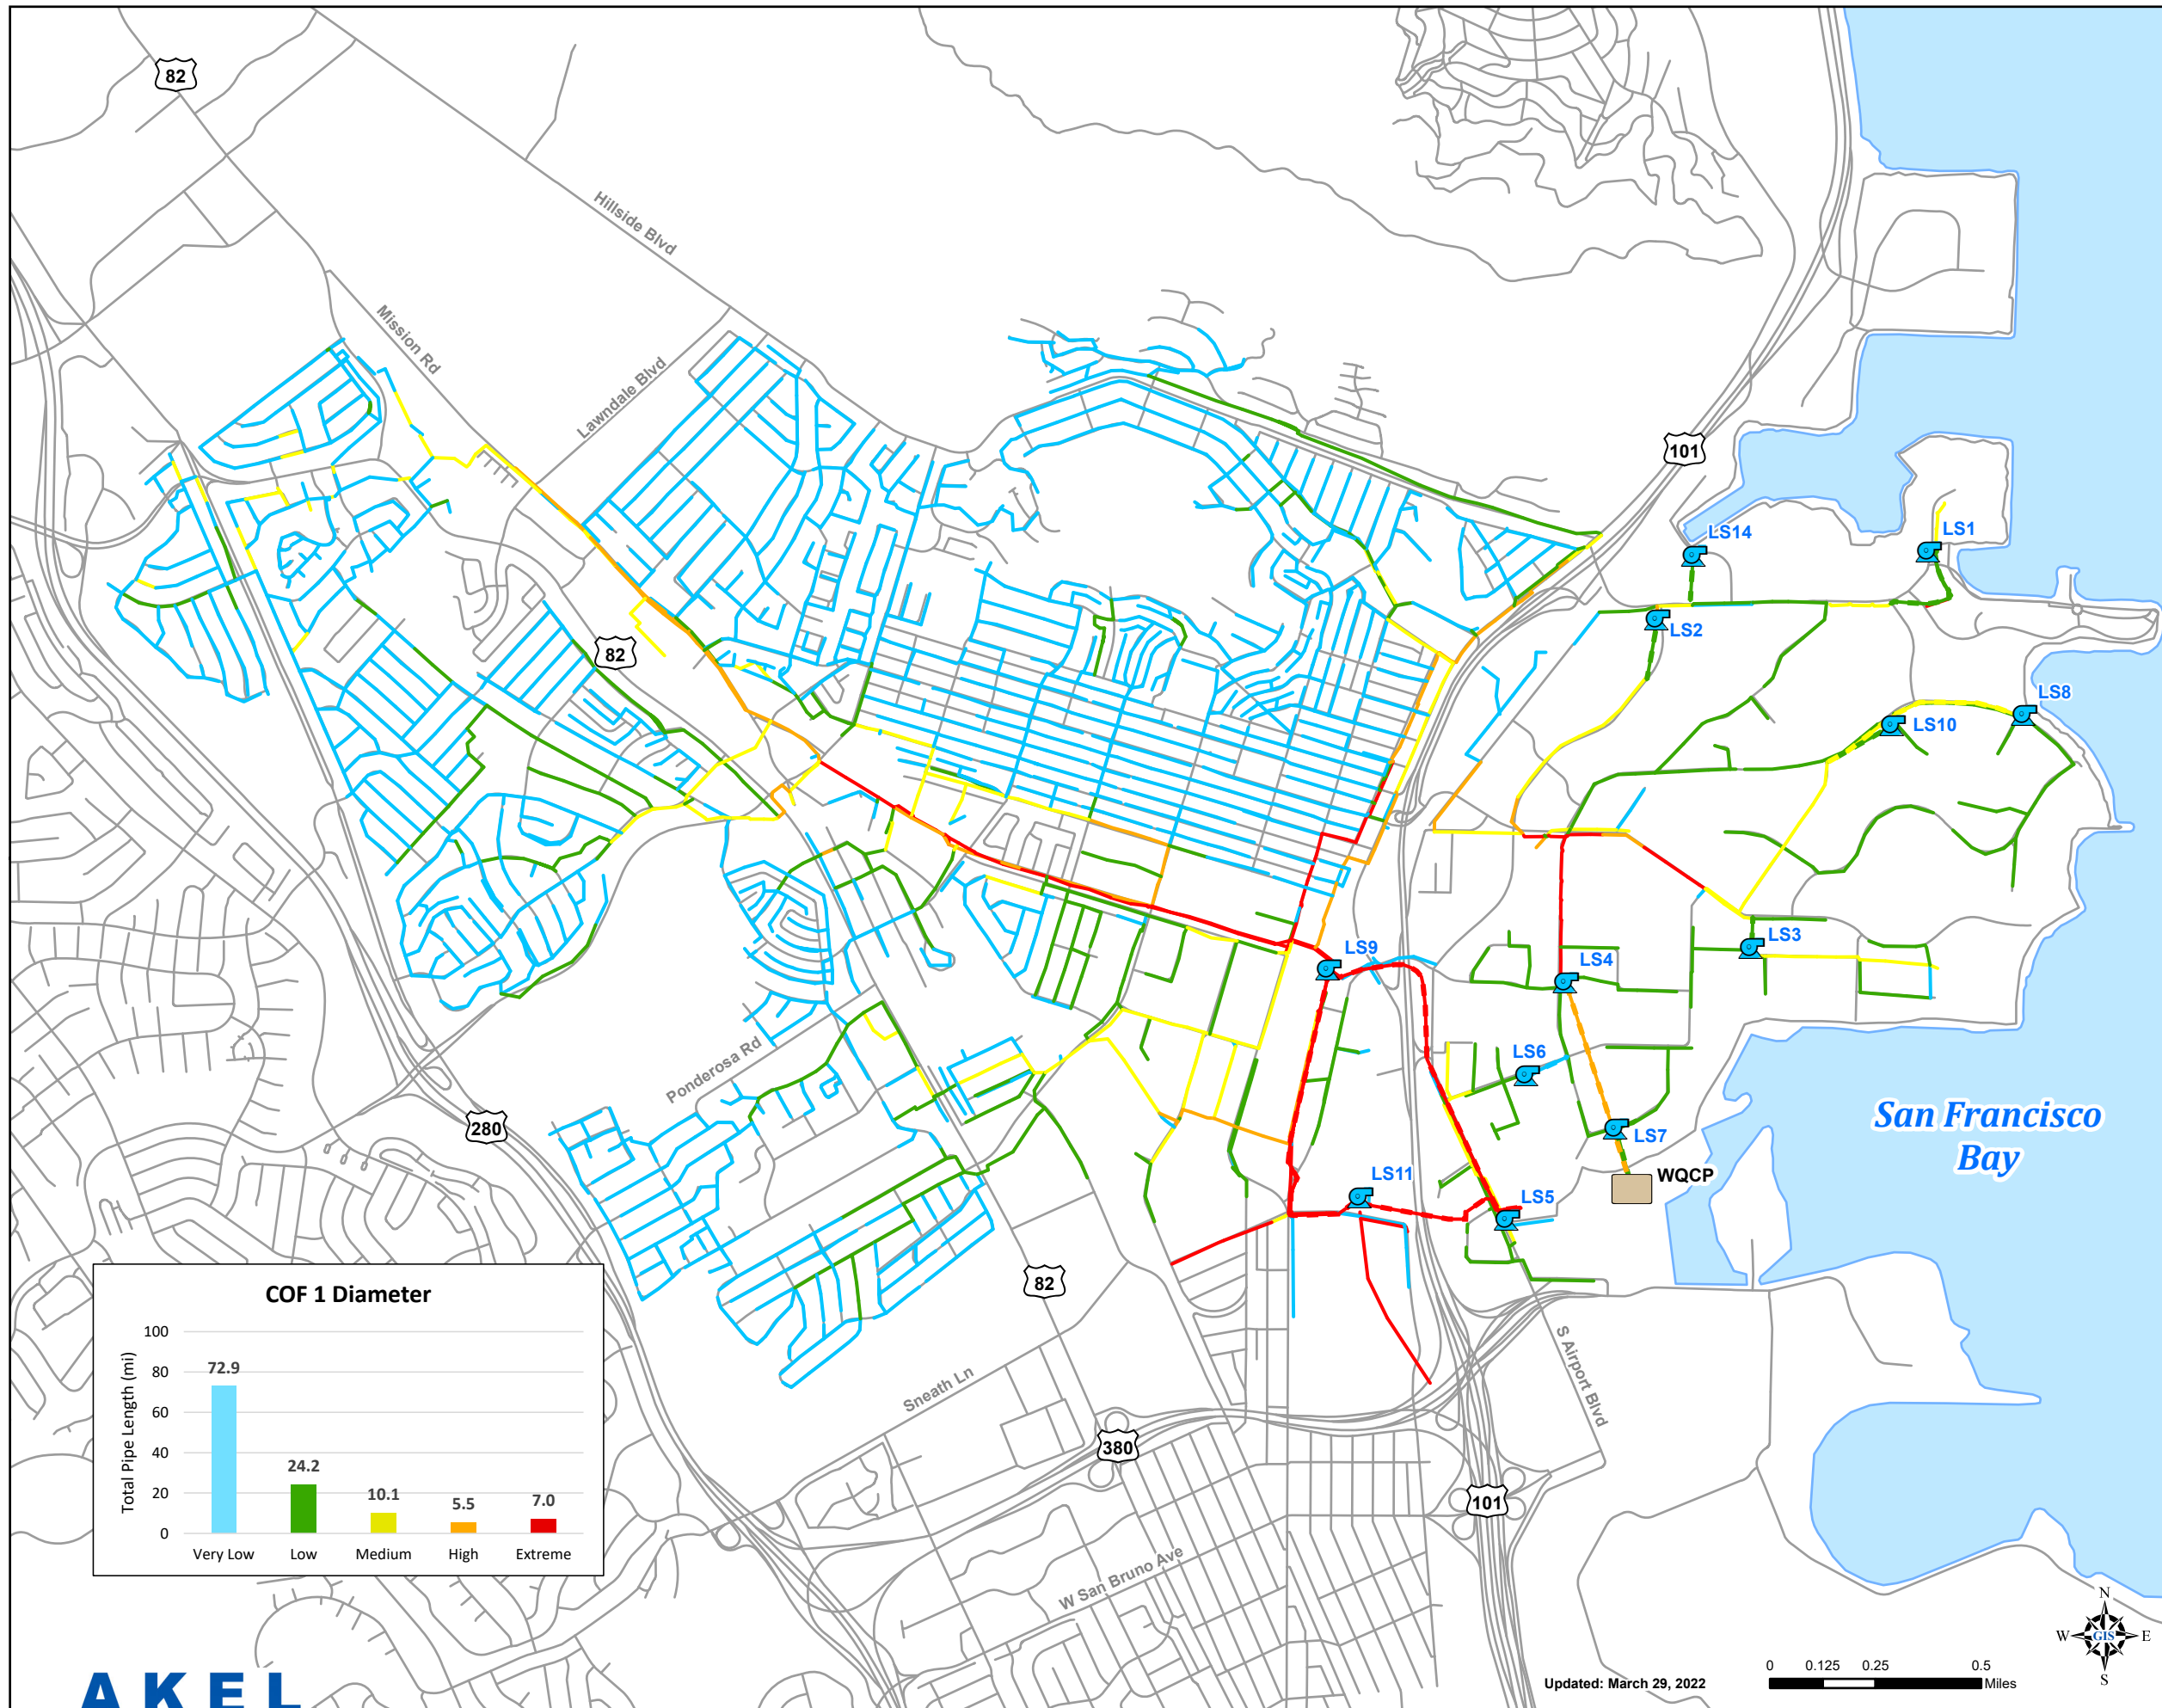 82
Hillside Blvd
Mission Rd
Lawndale Blvd
101
LS14
LS1
LS2
82
LS8
LS10
LS9
LS3
LS4
Ponderosa Rd
LS6
280
San Francisco
Bay
LS7
WQCP
LS11
LS5
82
S Airport Blvd
Sneath Ln
380
101
W San Bruno Ave
COF 1 Diameter
Total Pipe Length (mi)
100
80
60
40
20
0
72.9
24.2
10.1
5.5
7.0
Very Low
Low
Medium
High
Extreme
N
W
GIS
E
S
0 0.125 0.25 0.5
Miles
Updated: March 29, 2022
AKEL